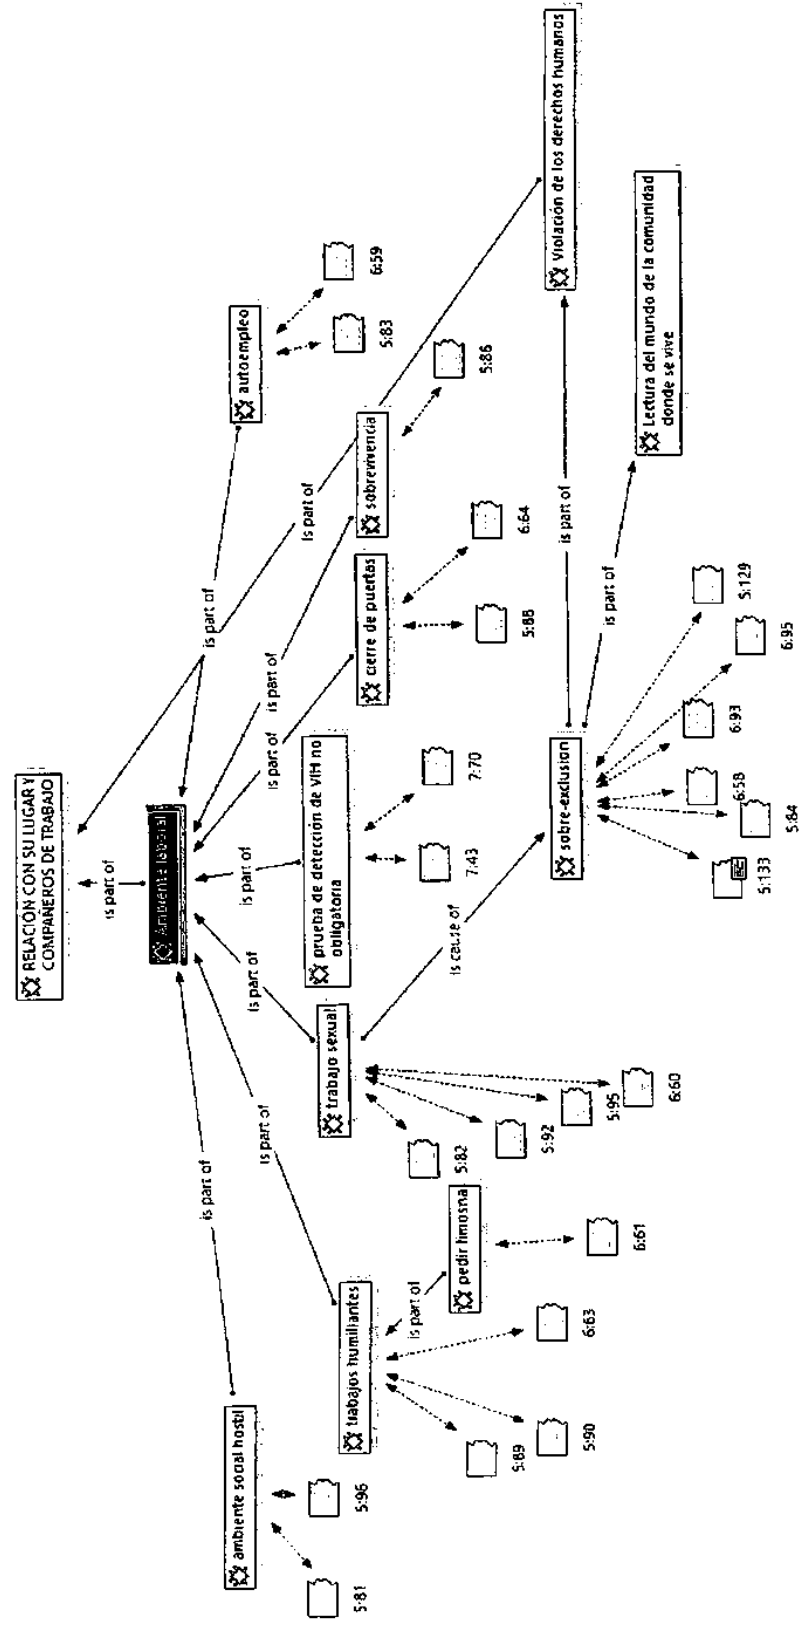 RELACION CON SU LUGAR Y
COMPAÑEROS DE TRABAJO
is part of
Ambiente laboral
is part of
is part of
is part of
is part of
is part of
is part of
is part of
is part of
ambiente social hostil
5:81
5:96
trabajos humillantes
5:89
5:90
6:63
is part of
pedir limosna
6:61
trabajo sexual
5:82
5:92
5:95
6:60
is cause of
prueba de detección de VIH no
obligatoria
7:43
7:70
cierre de puertas
5:88
6:64
sobrevivencia
5:86
autoempleo
5:83
6:59
sobre-exclusion
5:133
5:84
6:58
6:93
6:95
5:129
is part of
is part of
Violación de los derechos humanos
Lectura del mundo de la comunidad
donde se vive